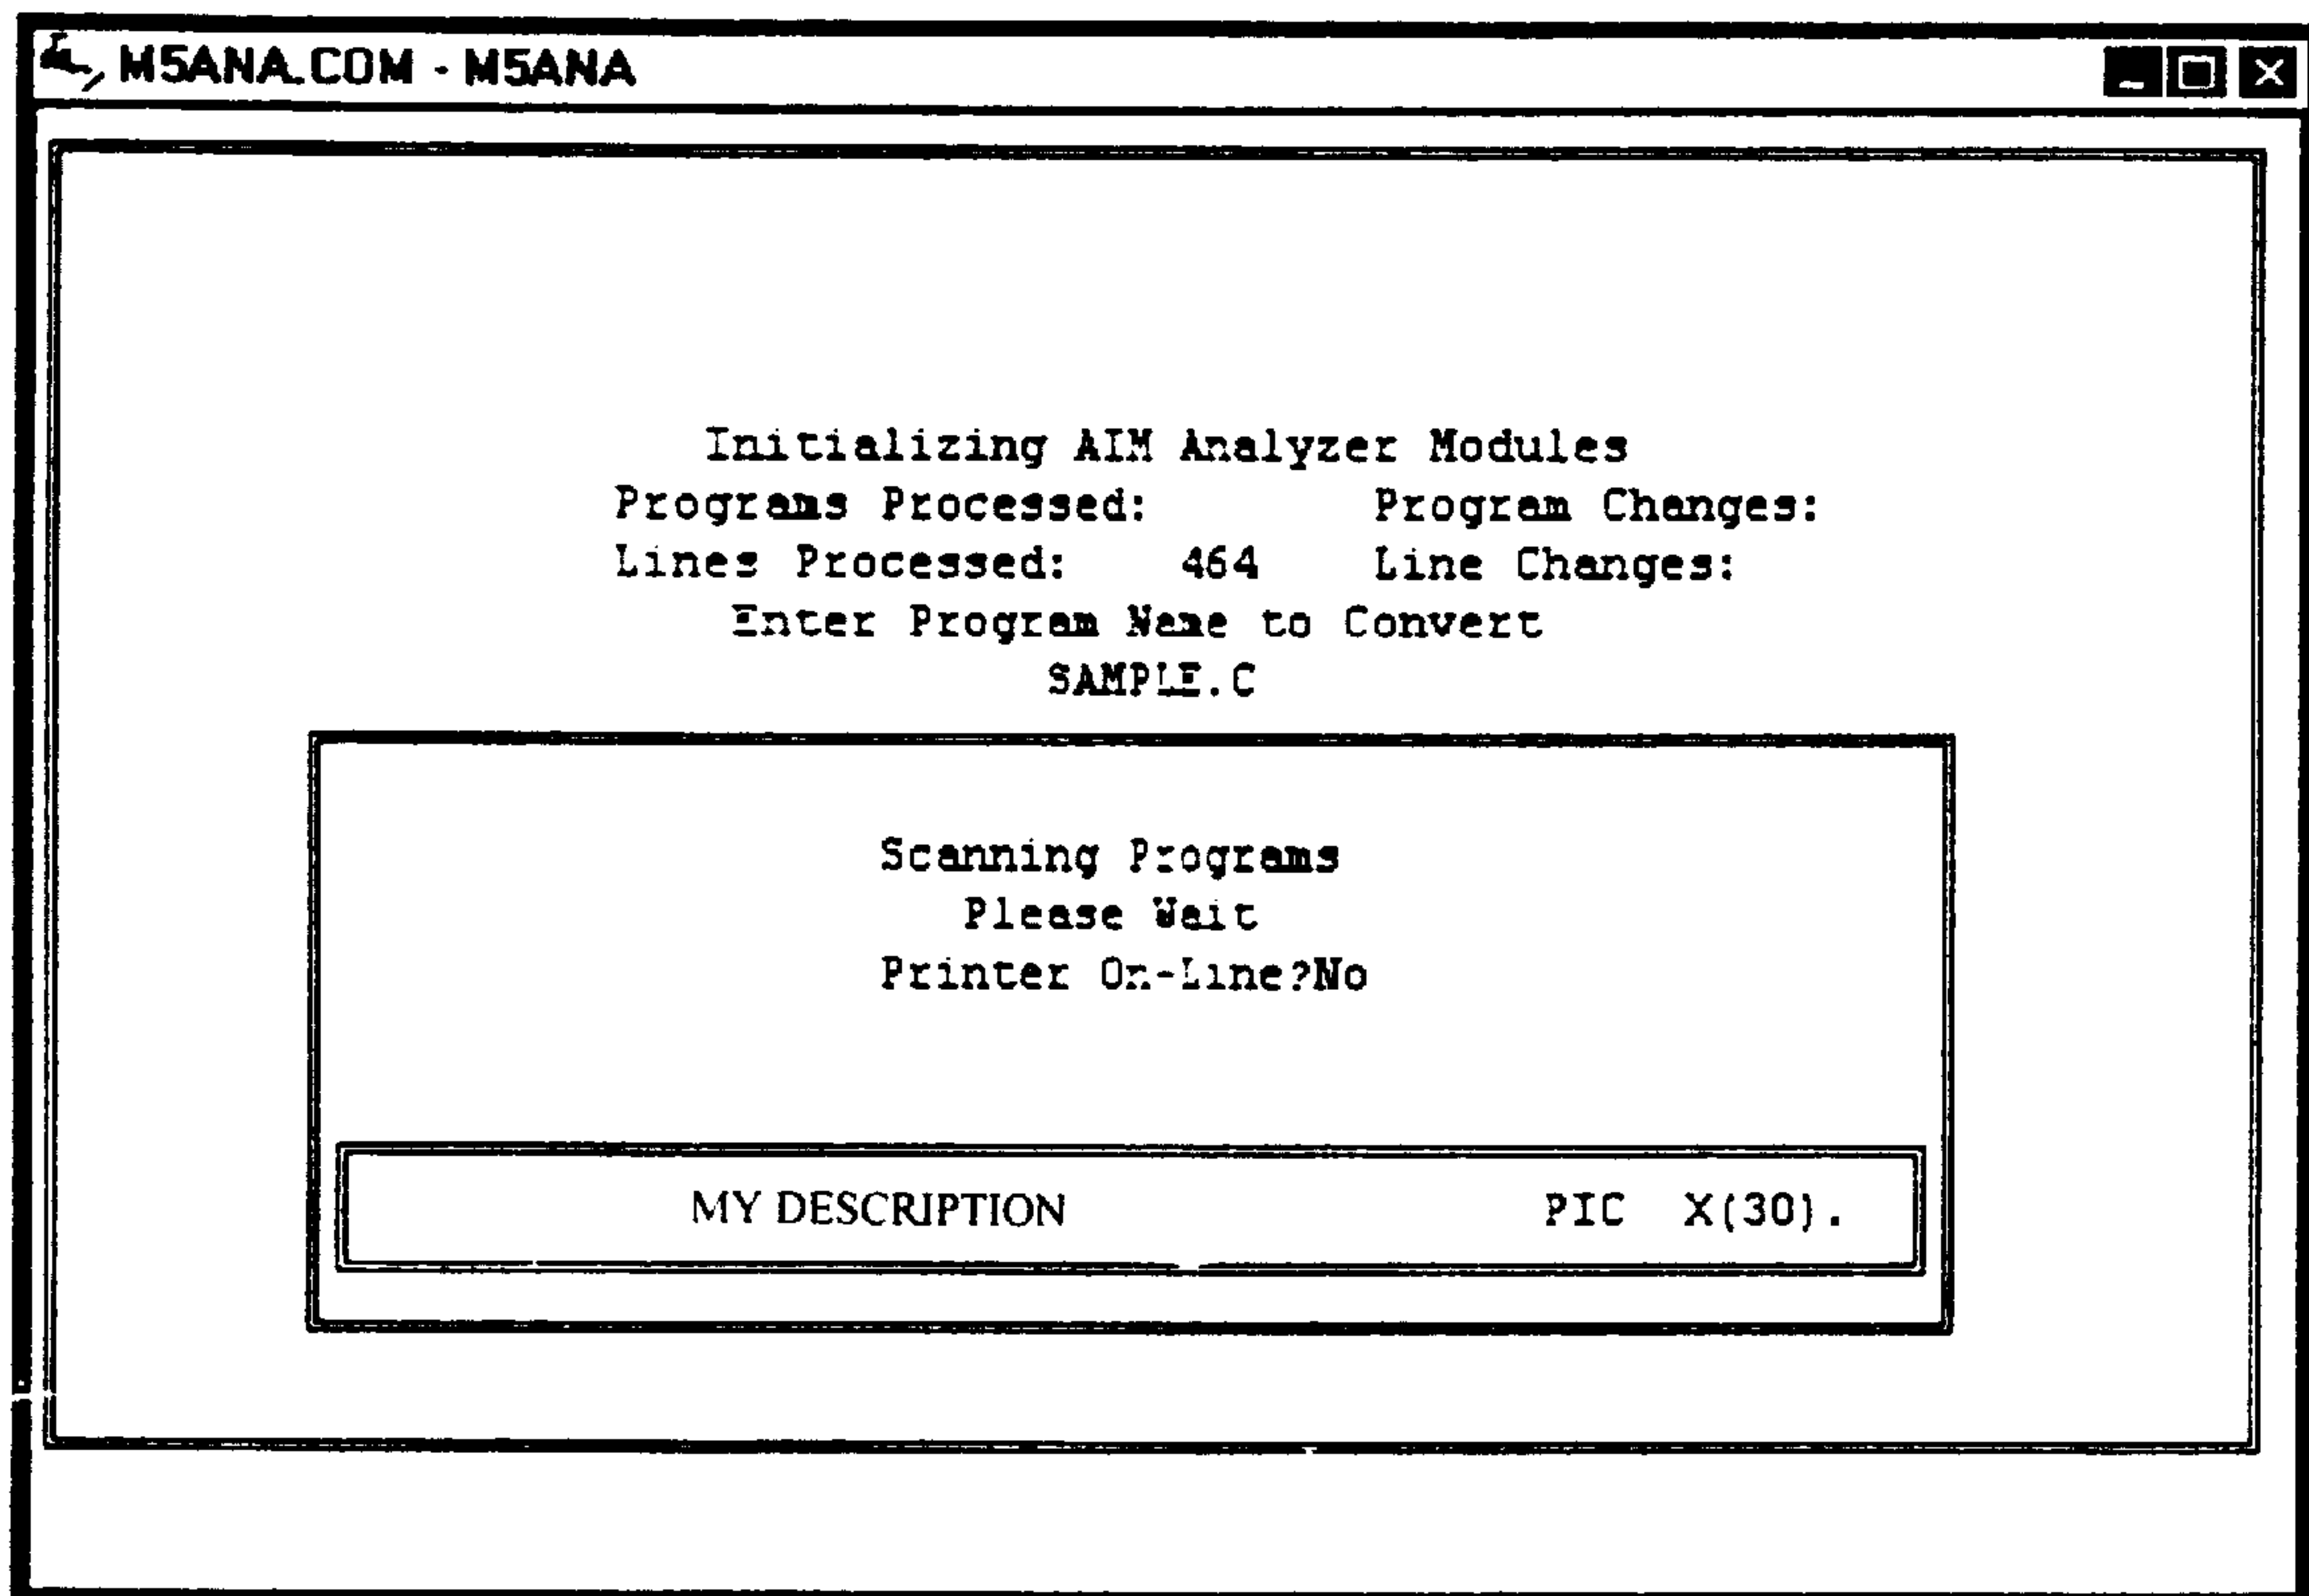 M5ANA.COM - M5ANA
Initializing AIM Analyzer Modules
Programs Processed: Program Changes:
Lines Processed: 464 Line Changes:
Enter Program Name to Convert
SAMPLE.C
Scanning Programs
Please Wait
Printer On-Line?No
MY DESCRIPTION PIC X(30).